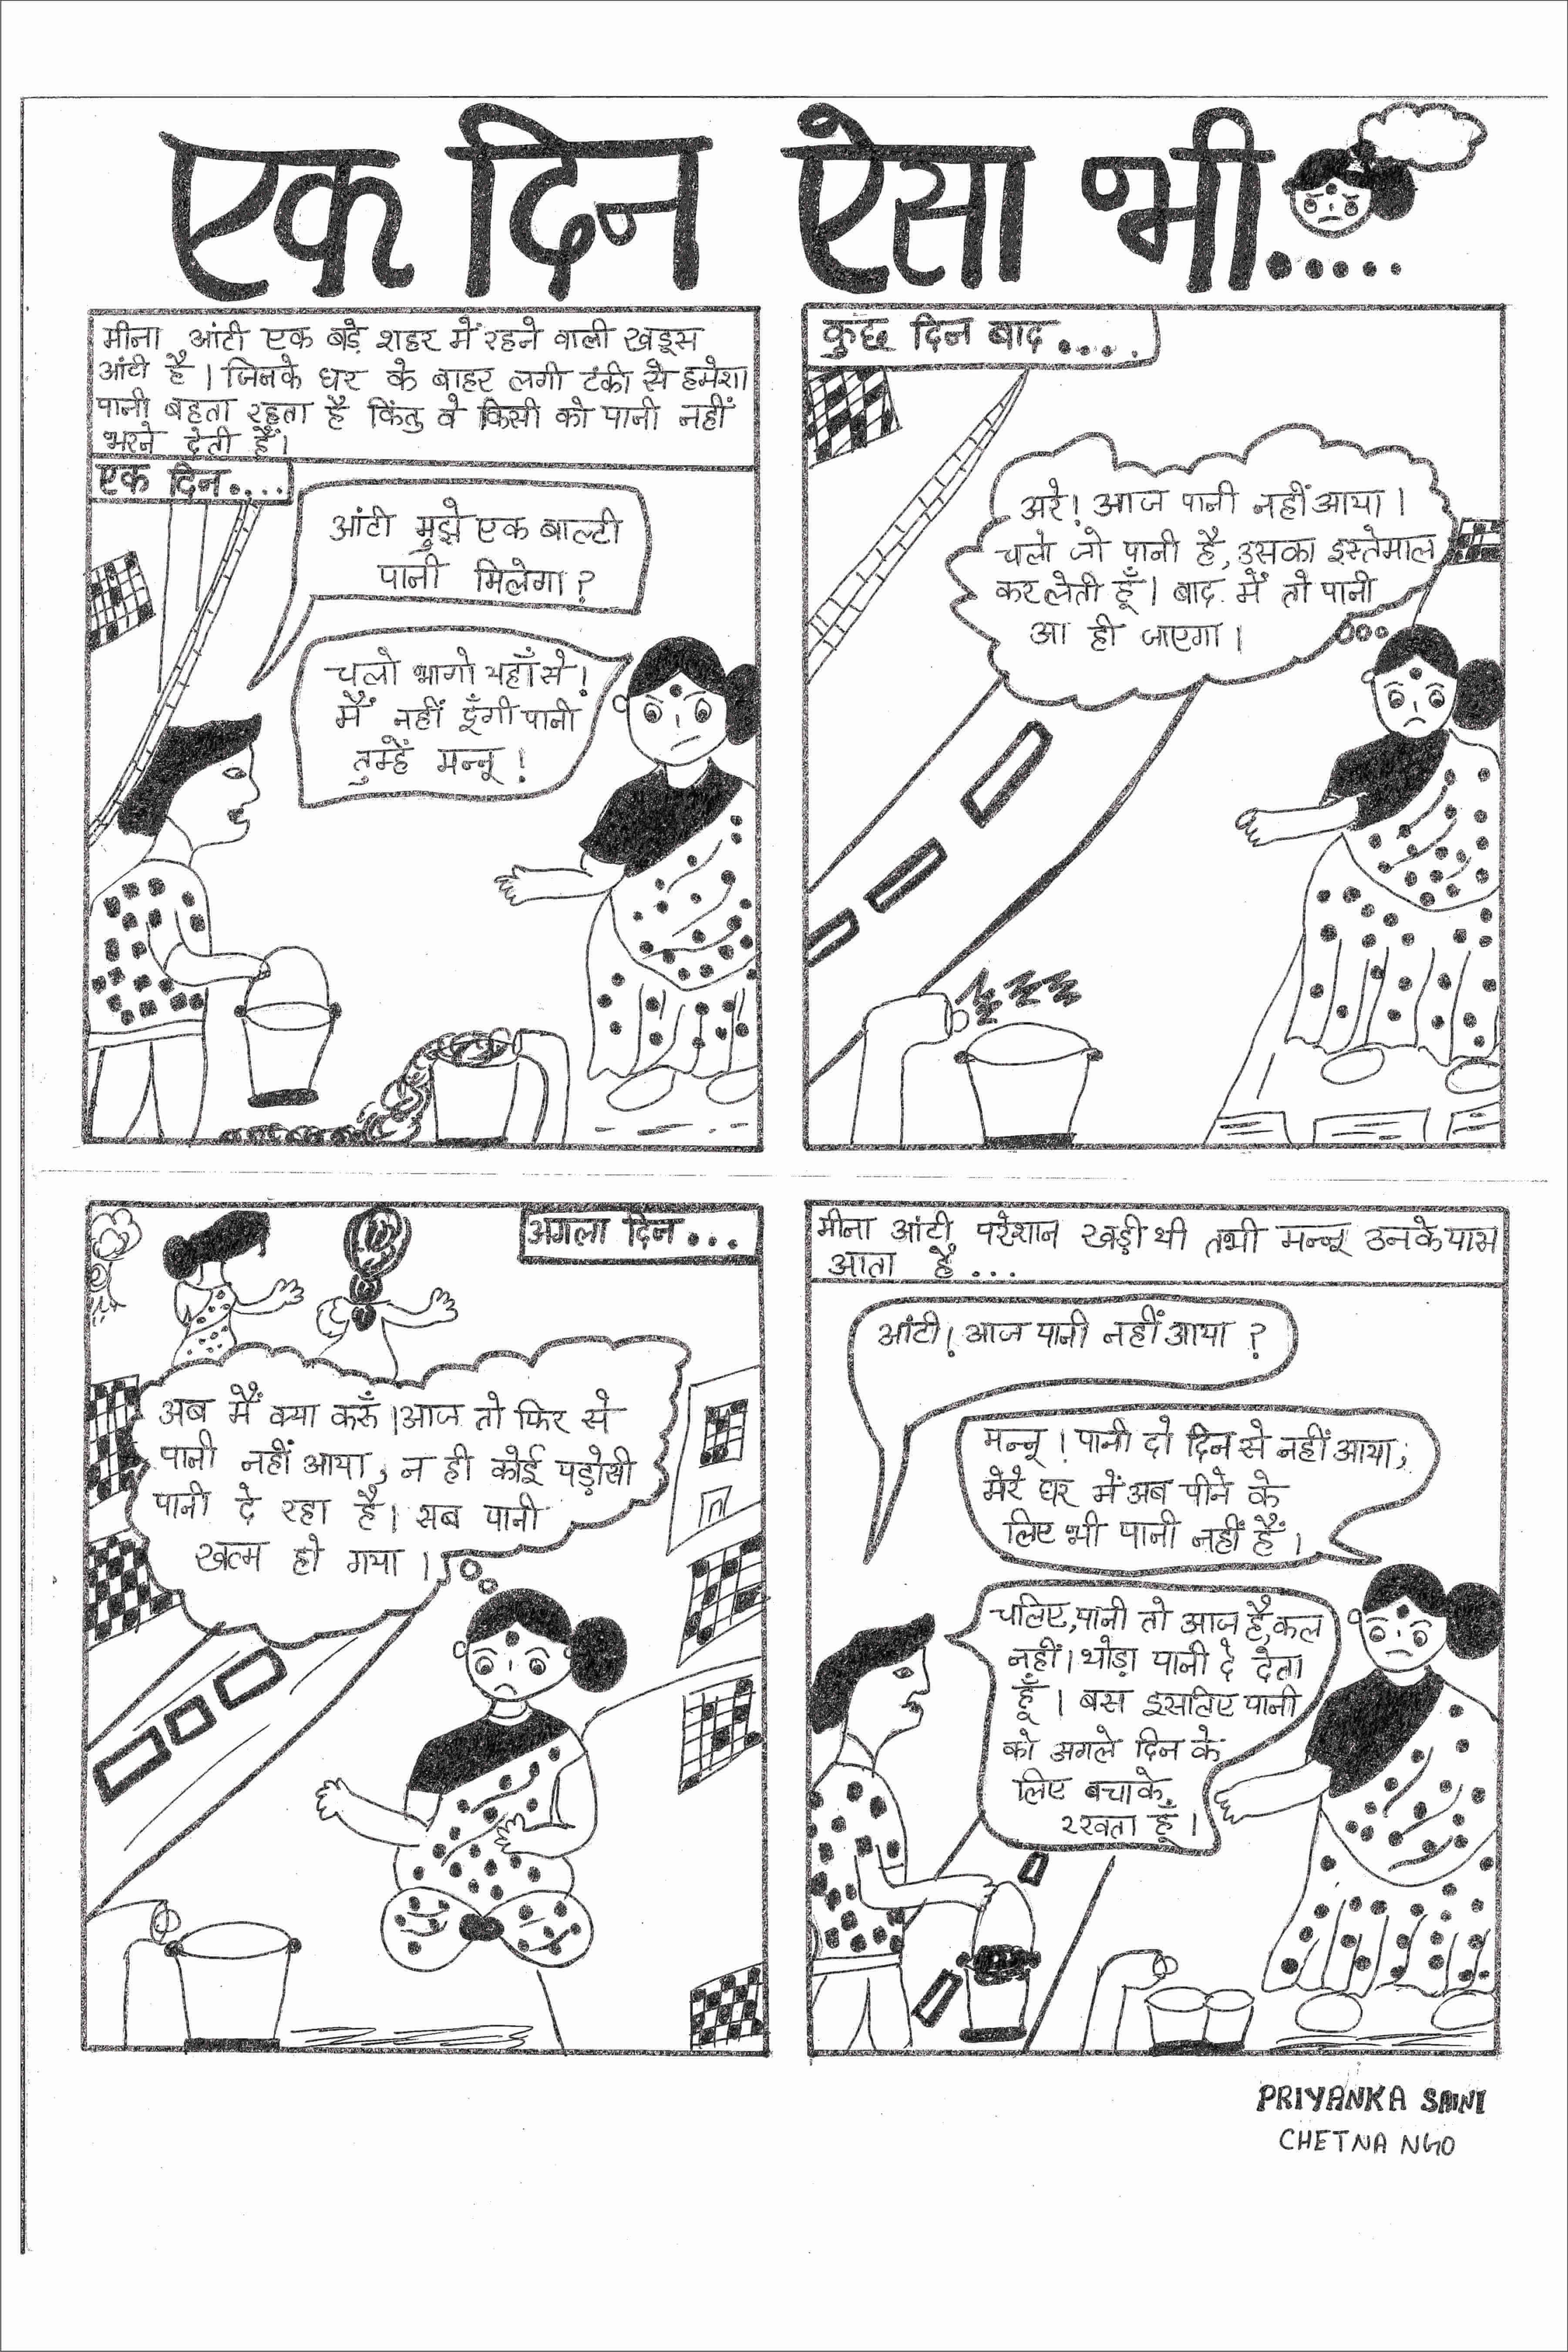 एक दिन ऐसा भी.....
मीना आंटी एक बड़े शहर में रहने वाली खडूस
आंटी है। जिनके घर के बाहर लगी टंकी से हमेशा
पानी बहता रहता है किंतु वे किसी को पानी नहीं
भरने देती हैं।
एक दिन....
आंटी मुझे एक बाल्टी
पानी मिलेगा?
चलो भागो यहाँ से!
मैं नहीं दूँगी पानी
तुम्हें मन्नू!
कुछ दिन बाद.....
अरे! आज पानी नहीं आया।
चलो जो पानी है, उसका इस्तेमाल
कर लेती हूँ। बाद में तो पानी
आ ही जाएगा।
अगला दिन...
अब मैं क्या करूँ।आज तो फिर से
पानी नहीं आया, न ही कोई पड़ोसी
पानी दे रहा है। सब पानी
खत्म हो गया।
मीना आंटी परेशान खड़ी थी तभी मन्नू उनके पास
आता है...
आंटी! आज पानी नहीं आया?
मन्नू! पानी दो दिन से नहीं आया,
मेरे घर में अब पीने के
लिए भी पानी नहीं हैं।
चलिए,पानी तो आज है,कल
नहीं। थोड़ा पानी दे देता
हूँ। बस इसलिए पानी
को अगले दिन के
लिए बचाके
रखता हूँ।
PRIYANKA SAINI
CHETNA NGO